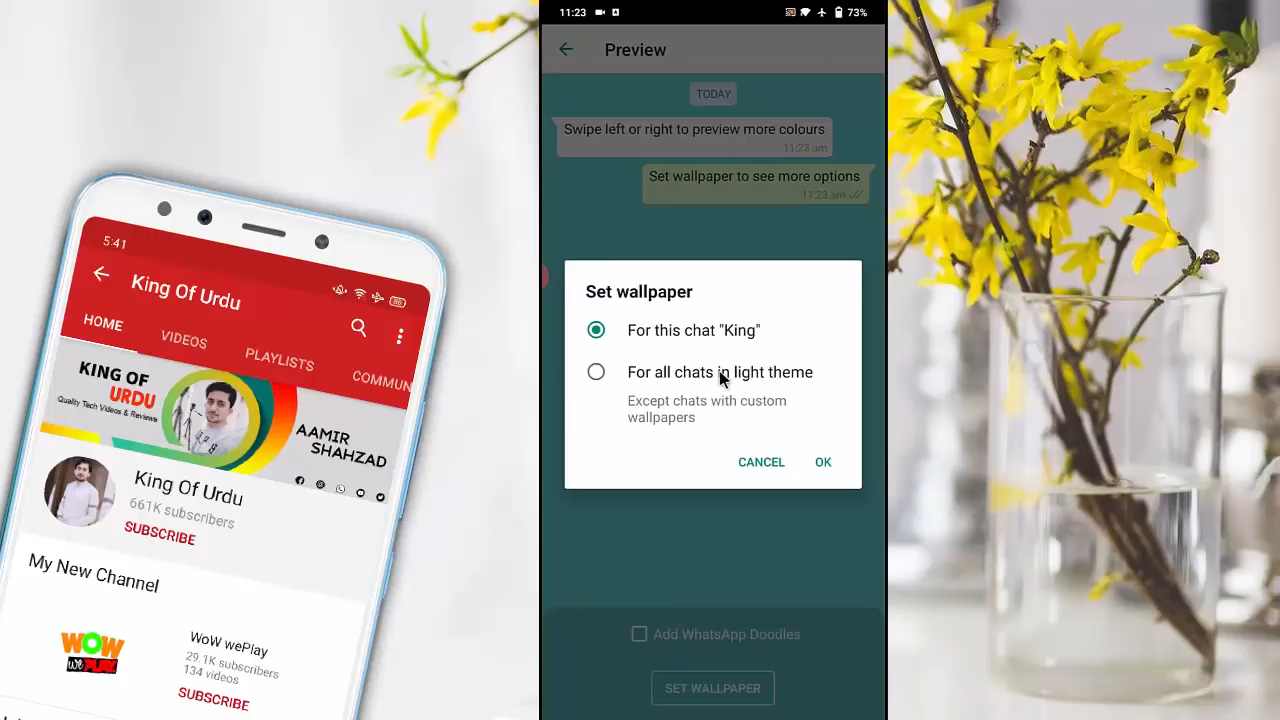 5:41
86
King Of Urdu
HOME
VIDEOS
PLAYLISTS
COMMUN
KING OF
URDU
Quality Tech Videos & Reviews
AAMIR
SHAHZAD
King Of Urdu
661K subscribers
SUBSCRIBE
My New Channel
WOW
wePLAY
WoW wePlay
29.1K subscribers
134 videos
SUBSCRIBE
11:23
73%
Preview
TODAY
Swipe left or right to preview more colours
11:23 am
Set wallpaper to see more options
11:23 am
Set wallpaper
For this chat "King"
For all chats in light theme
Except chats with custom
wallpapers
CANCEL
OK
Add WhatsApp Doodles
SET WALLPAPER